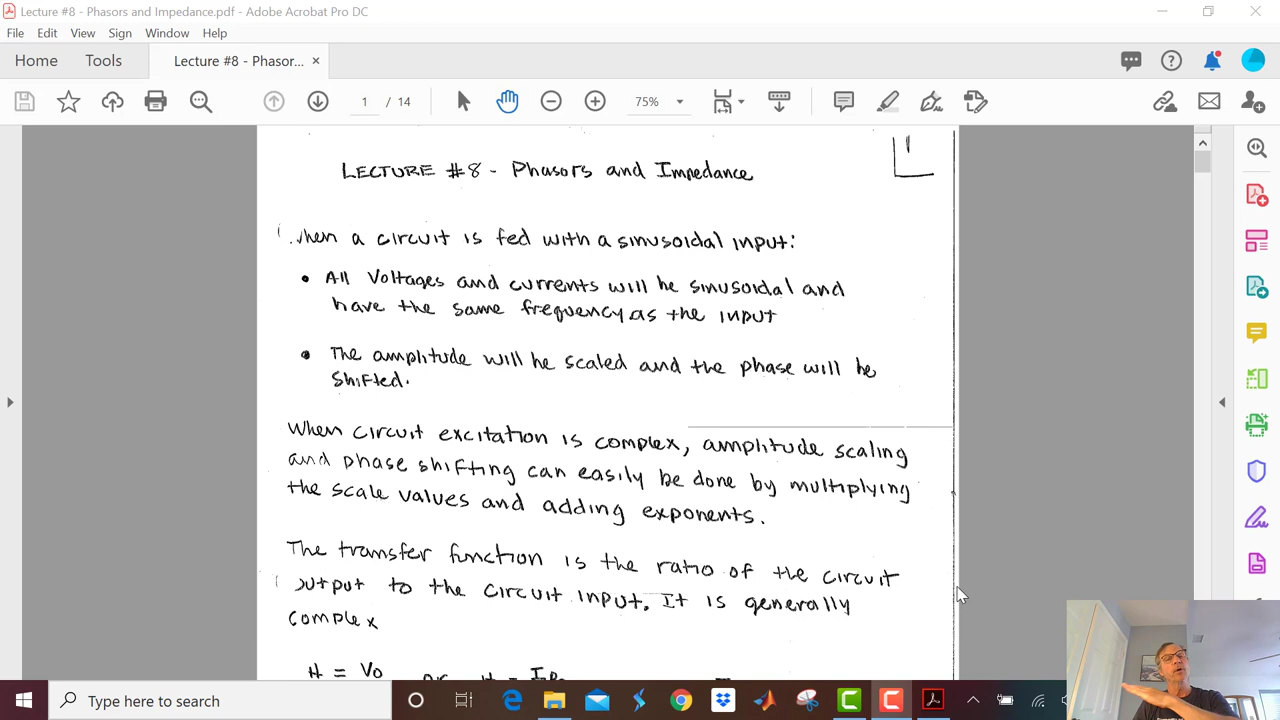 Lecture #8 - Phasors and Impedance.pdf - Adobe Acrobat Pro DC
File Edit View Sign Window Help
Home Tools Lecture #8 - Phasor... ×
1 / 14 75%
1
LECTURE #8 - Phasors and Impedance
when a circuit is fed with a sinusoidal input:
• All voltages and currents will be sinusoidal and
have the same frequency as the input
• The amplitude will be scaled and the phase will be
shifted.
When circuit excitation is complex, amplitude scaling
and phase shifting can easily be done by multiplying
the scale values and adding exponents.
The transfer function is the ratio of the circuit
output to the circuit input. It is generally
complex
H = Vo or H = Io
Type here to search